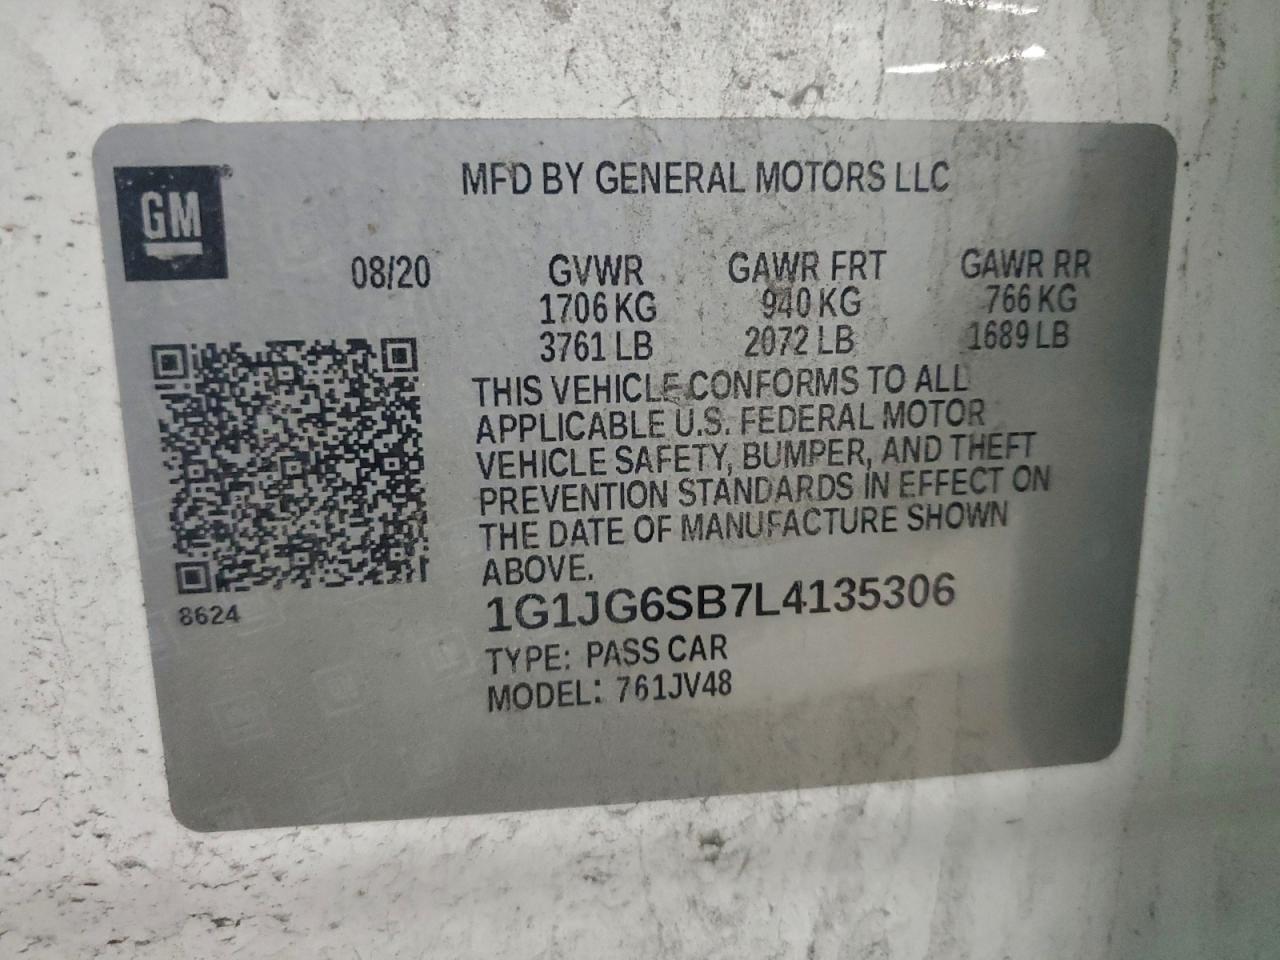 GM
MFD BY GENERAL MOTORS LLC
08/20 GVWR GAWR FRT GAWR RR
1706 KG 940 KG 766 KG
3761 LB 2072 LB 1689 LB
THIS VEHICLE CONFORMS TO ALL
APPLICABLE U.S. FEDERAL MOTOR
VEHICLE SAFETY, BUMPER, AND THEFT
PREVENTION STANDARDS IN EFFECT ON
THE DATE OF MANUFACTURE SHOWN
ABOVE.
8624
1G1JG6SB7L4135306
TYPE: PASS CAR
MODEL: 761JV48